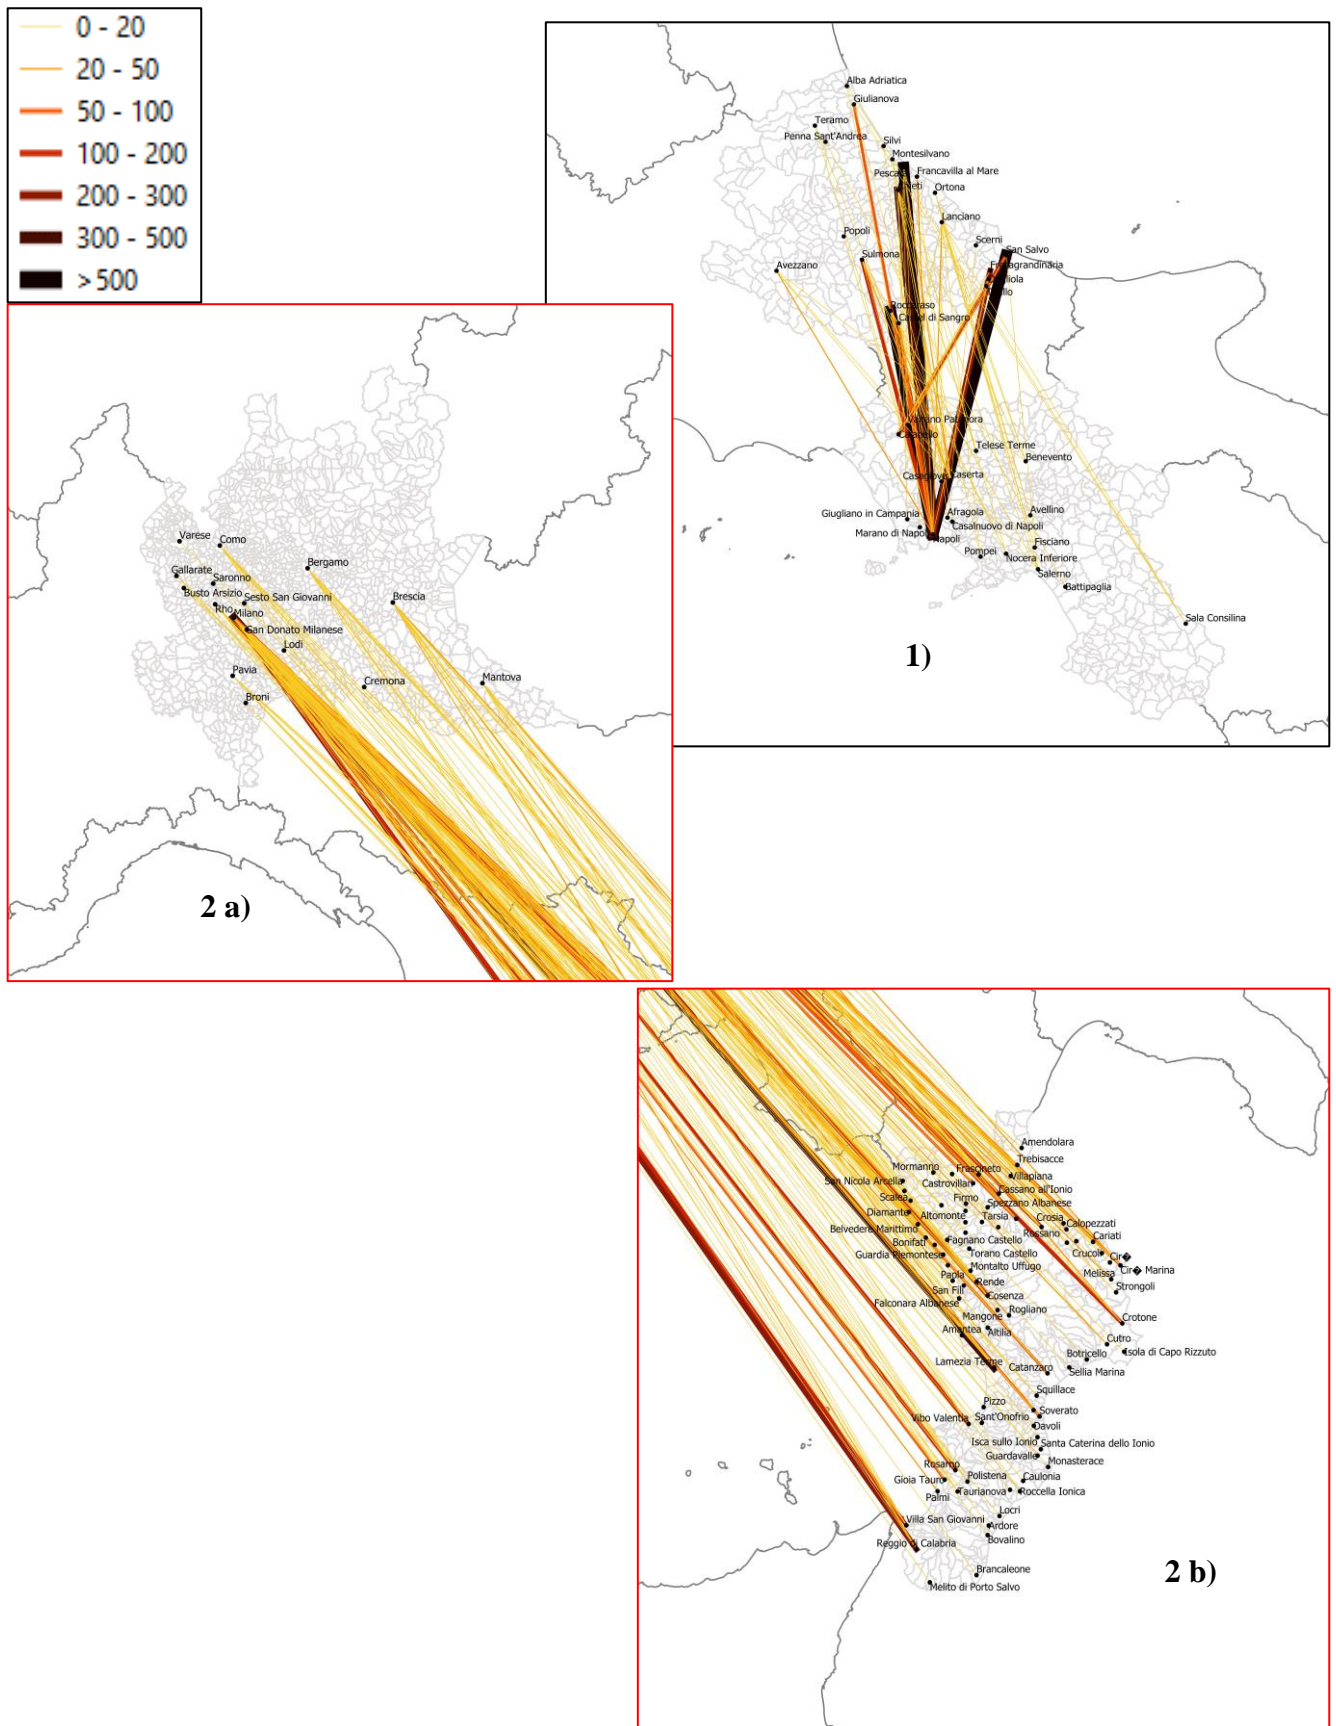 0 - 20
20 - 50
50 - 100
100 - 200
200 - 300
300 - 500
> 500
Alba Adriatica
Giulianova
Teramo
Penna Sant'Andrea
Silvi
Montesilvano
Francavilla al Mare
Ortona
Lanciano
Popoli
Scerni
San Salvo
Sulmona
Avezzano
Roccaraso
Castel di Sangro
Telese Terme
Benevento
Caserta
Giugliano in Campania
Afragola
Avellino
Casalnuovo di Napoli
Marano di Napoli
Napoli
Fisciano
Pompei
Nocera Inferiore
Salerno
Battipaglia
Sala Consilina
1)
Varese
Como
Bergamo
Gallarate
Saronno
Busto Arsizio
Sesto San Giovanni
Brescia
Rho
Milano
San Donato Milanese
Lodi
Pavia
Cremona
Mantova
Broni
2 a)
Amendolara
Trebisacce
Mormanno
Frascineto
Villapiana
San Nicola Arcella
Castrovillari
Cassano all'Ionio
Scalea
Firmo
Spezzano Albanese
Diamante
Altomonte
Tarsia
Crosia
Calopezzati
Belvedere Marittimo
Rossano
Cariati
Bonifati
Fagnano Castello
Guardia Piemontese
Torano Castello
Crucoli
Cir�
Montalto Uffugo
Cir� Marina
Paola
Rende
Melissa
San Fili
Strongoli
Cosenza
Falconara Albanese
Mangone
Rogliano
Crotone
Amantea
Altilia
Cutro
Botricello
Isola di Capo Rizzuto
Lamezia Terme
Catanzaro
Sellia Marina
Squillace
Pizzo
Vibo Valentia
Sant'Onofrio
Soverato
Davoli
Isca sullo Ionio
Santa Caterina dello Ionio
Guardavalle
Monasterace
Rosarno
Gioia Tauro
Polistena
Caulonia
Palmi
Taurianova
Roccella Ionica
Locri
Villa San Giovanni
Ardore
Reggio di Calabria
Bovalino
Brancaleone
Melito di Porto Salvo
2 b)